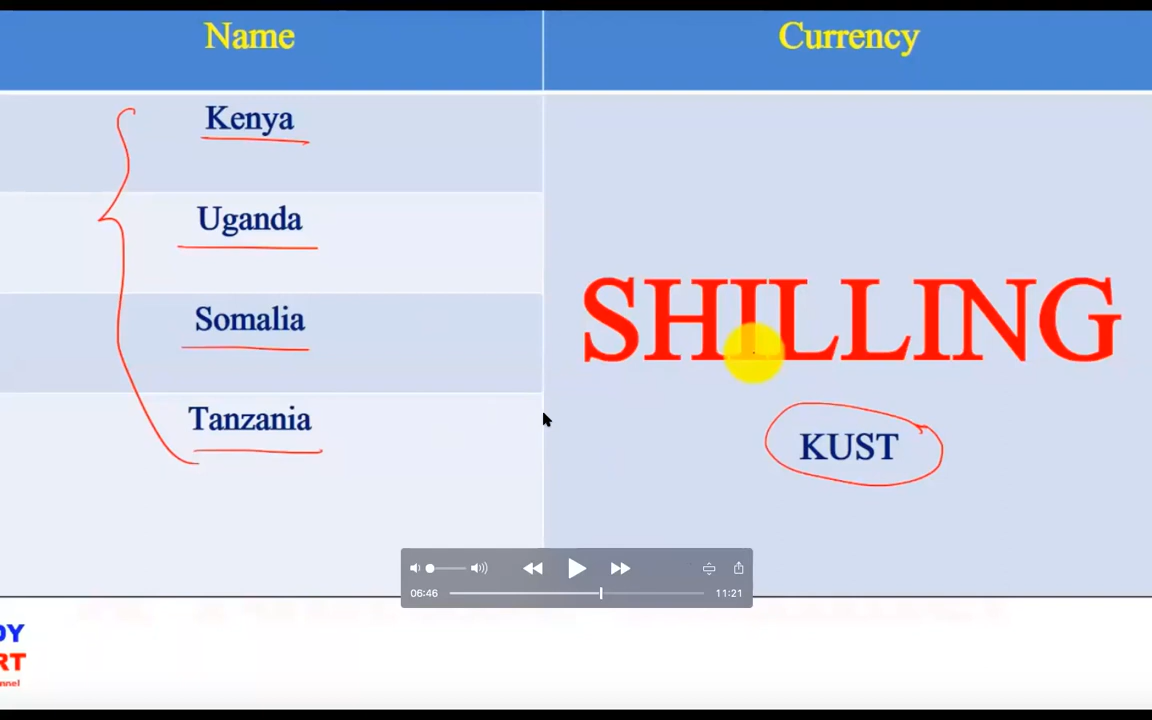 Name
Currency
Kenya
Uganda
Somalia
Tanzania
SHILLING
KUST
06:46
11:21
DY
RT
nnel